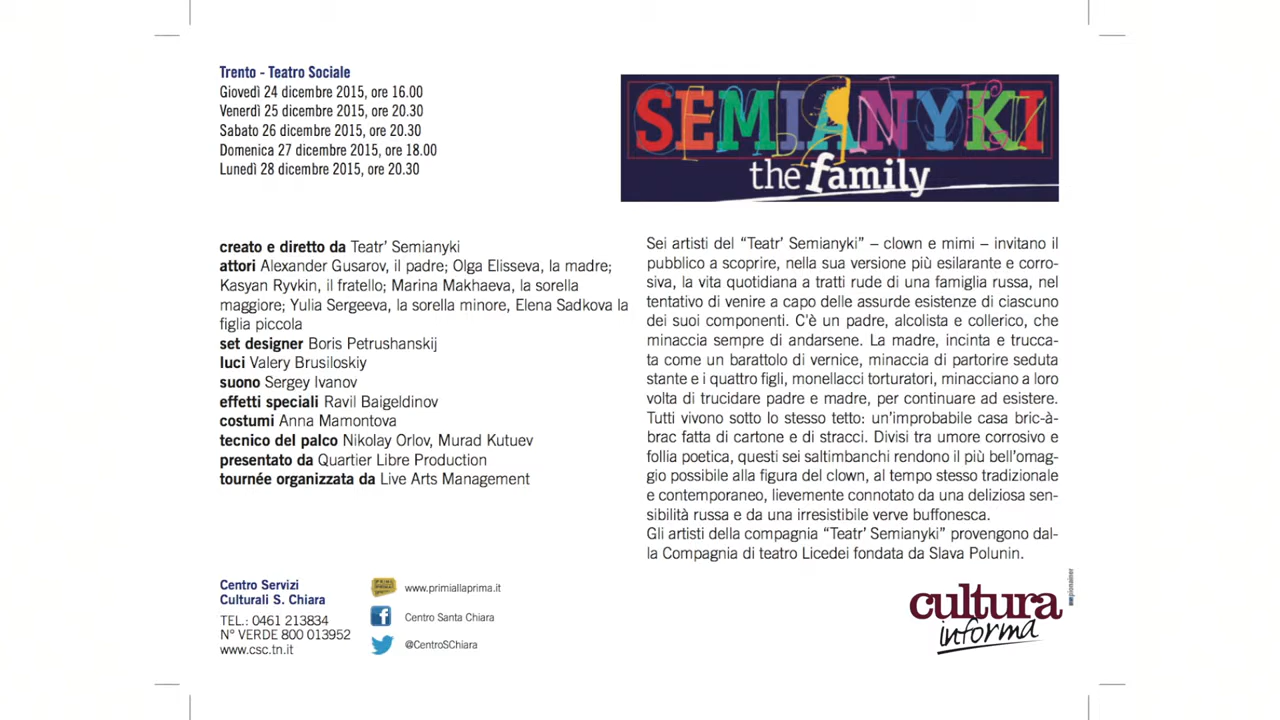 Trento - Teatro Sociale
Giovedì 24 dicembre 2015, ore 16.00
Venerdì 25 dicembre 2015, ore 20.30
Sabato 26 dicembre 2015, ore 20.30
Domenica 27 dicembre 2015, ore 18.00
Lunedì 28 dicembre 2015, ore 20.30
SEMIANYKI
the family
creato e diretto da Teatr’ Semianyki
attori Alexander Gusarov, il padre; Olga Elisseva, la madre;
Kasyan Ryvkin, il fratello; Marina Makhaeva, la sorella
maggiore; Yulia Sergeeva, la sorella minore, Elena Sadkova la
figlia piccola
set designer Boris Petrushanskij
luci Valery Brusiloskiy
suono Sergey Ivanov
effetti speciali Ravil Baigeldinov
costumi Anna Mamontova
tecnico del palco Nikolay Orlov, Murad Kutuev
presentato da Quartier Libre Production
tournée organizzata da Live Arts Management
Sei artisti del “Teatr’ Semianyki” – clown e mimi – invitano il
pubblico a scoprire, nella sua versione più esilarante e corro-
siva, la vita quotidiana a tratti rude di una famiglia russa, nel
tentativo di venire a capo delle assurde esistenze di ciascuno
dei suoi componenti. C'è un padre, alcolista e collerico, che
minaccia sempre di andarsene. La madre, incinta e trucca-
ta come un barattolo di vernice, minaccia di partorire seduta
stante e i quattro figli, monellacci torturatori, minacciano a loro
volta di trucidare padre e madre, per continuare ad esistere.
Tutti vivono sotto lo stesso tetto: un’improbabile casa bric-à-
brac fatta di cartone e di stracci. Divisi tra umore corrosivo e
follia poetica, questi sei saltimbanchi rendono il più bell’omag-
gio possibile alla figura del clown, al tempo stesso tradizionale
e contemporaneo, lievemente connotato da una deliziosa sen-
sibilità russa e da una irresistibile verve buffonesca.
Gli artisti della compagnia “Teatr’ Semianyki” provengono dal-
la Compagnia di teatro Licedei fondata da Slava Polunin.
Centro Servizi
Culturali S. Chiara
TEL.: 0461 213834
N° VERDE 800 013952
www.csc.tn.it
www.primiallaprima.it
Centro Santa Chiara
@CentroSChiara
cultura
informa